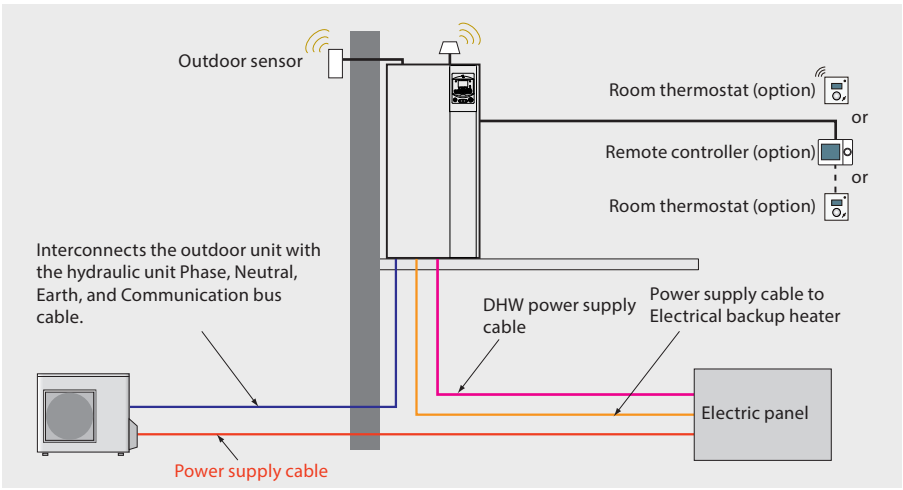 Outdoor sensor
Room thermostat (option)
or
Remote controller (option)
or
Room thermostat (option)
Interconnects the outdoor unit with
the hydraulic unit Phase, Neutral,
Earth, and Communication bus
cable.
DHW power supply
cable
Power supply cable to
Electrical backup heater
Electric panel
Power supply cable